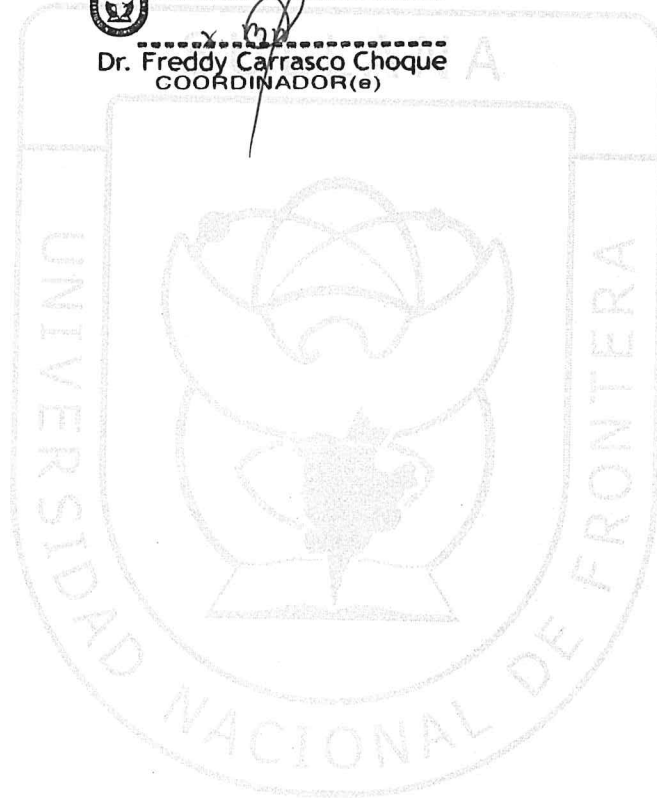 Dr. Freddy Carrasco Choque
COORDINADOR(e)
UNIVERSIDAD NACIONAL DE FRONTERA